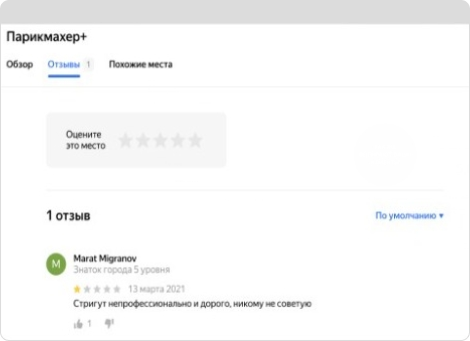 Парикмахер+
Обзор Отзывы 1 Похожие места
Оцените
это место
1 отзыв По умолчанию ▾
М Marat Migranov
Знаток города 5 уровня
13 марта 2021
Стригут непрофессионально и дорого, никому не советую
1